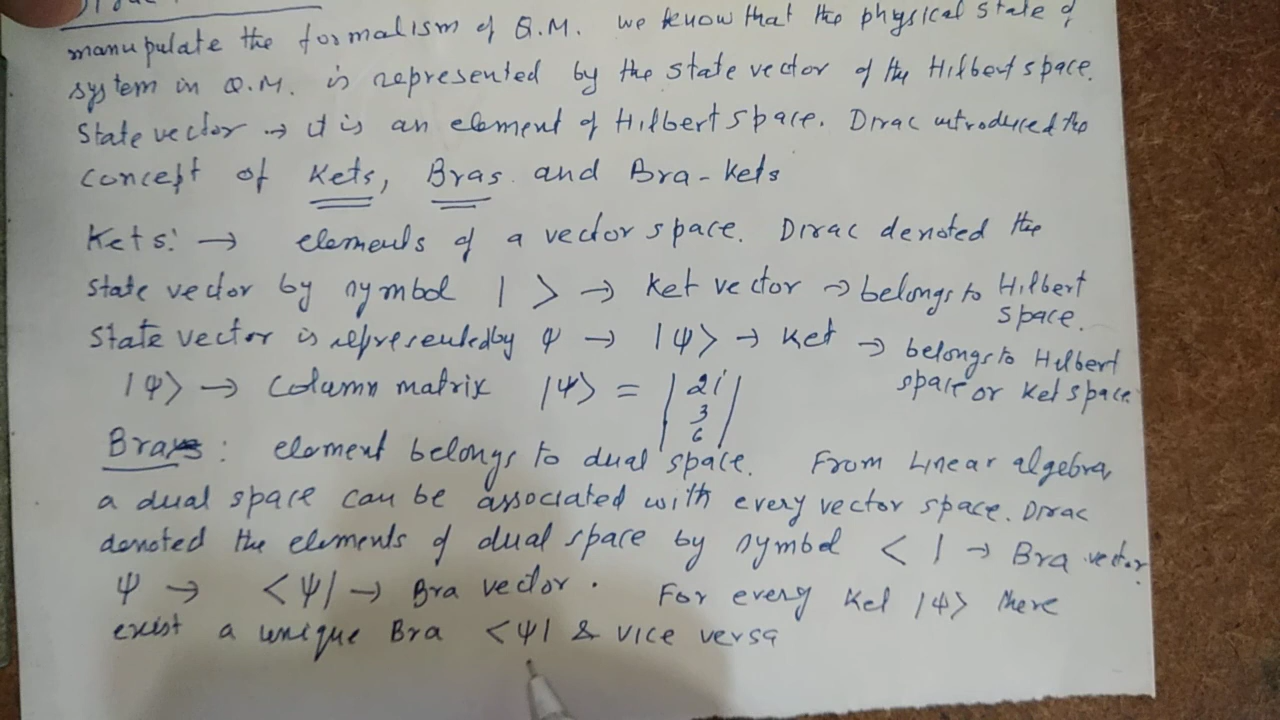 manupulate the formalism of Q.M. we know that the physical state of
system in Q.M. is represented by the state vector of the Hilbert space.
State vector → it is an element of Hilbert space. Dirac introduced the
concept of Kets, Bras and Bra-Kets
Kets: → elements of a vector space. Dirac denoted the
state vector by symbol | > → Ket vector → belongs to Hilbert space.
State vector is represented by ψ → |ψ> → Ket → belongs to Hilbert space or Ket space
|ψ> → Column matrix |ψ> = | 2i 3 6 |
Bras: element belongs to dual space. From Linear algebra,
a dual space can be associated with every vector space. Dirac
denoted the elements of dual space by symbol < | → Bra vector.
ψ → <ψ| → Bra vector. For every Ket |ψ> there
exist a unique Bra <ψ| & vice versa